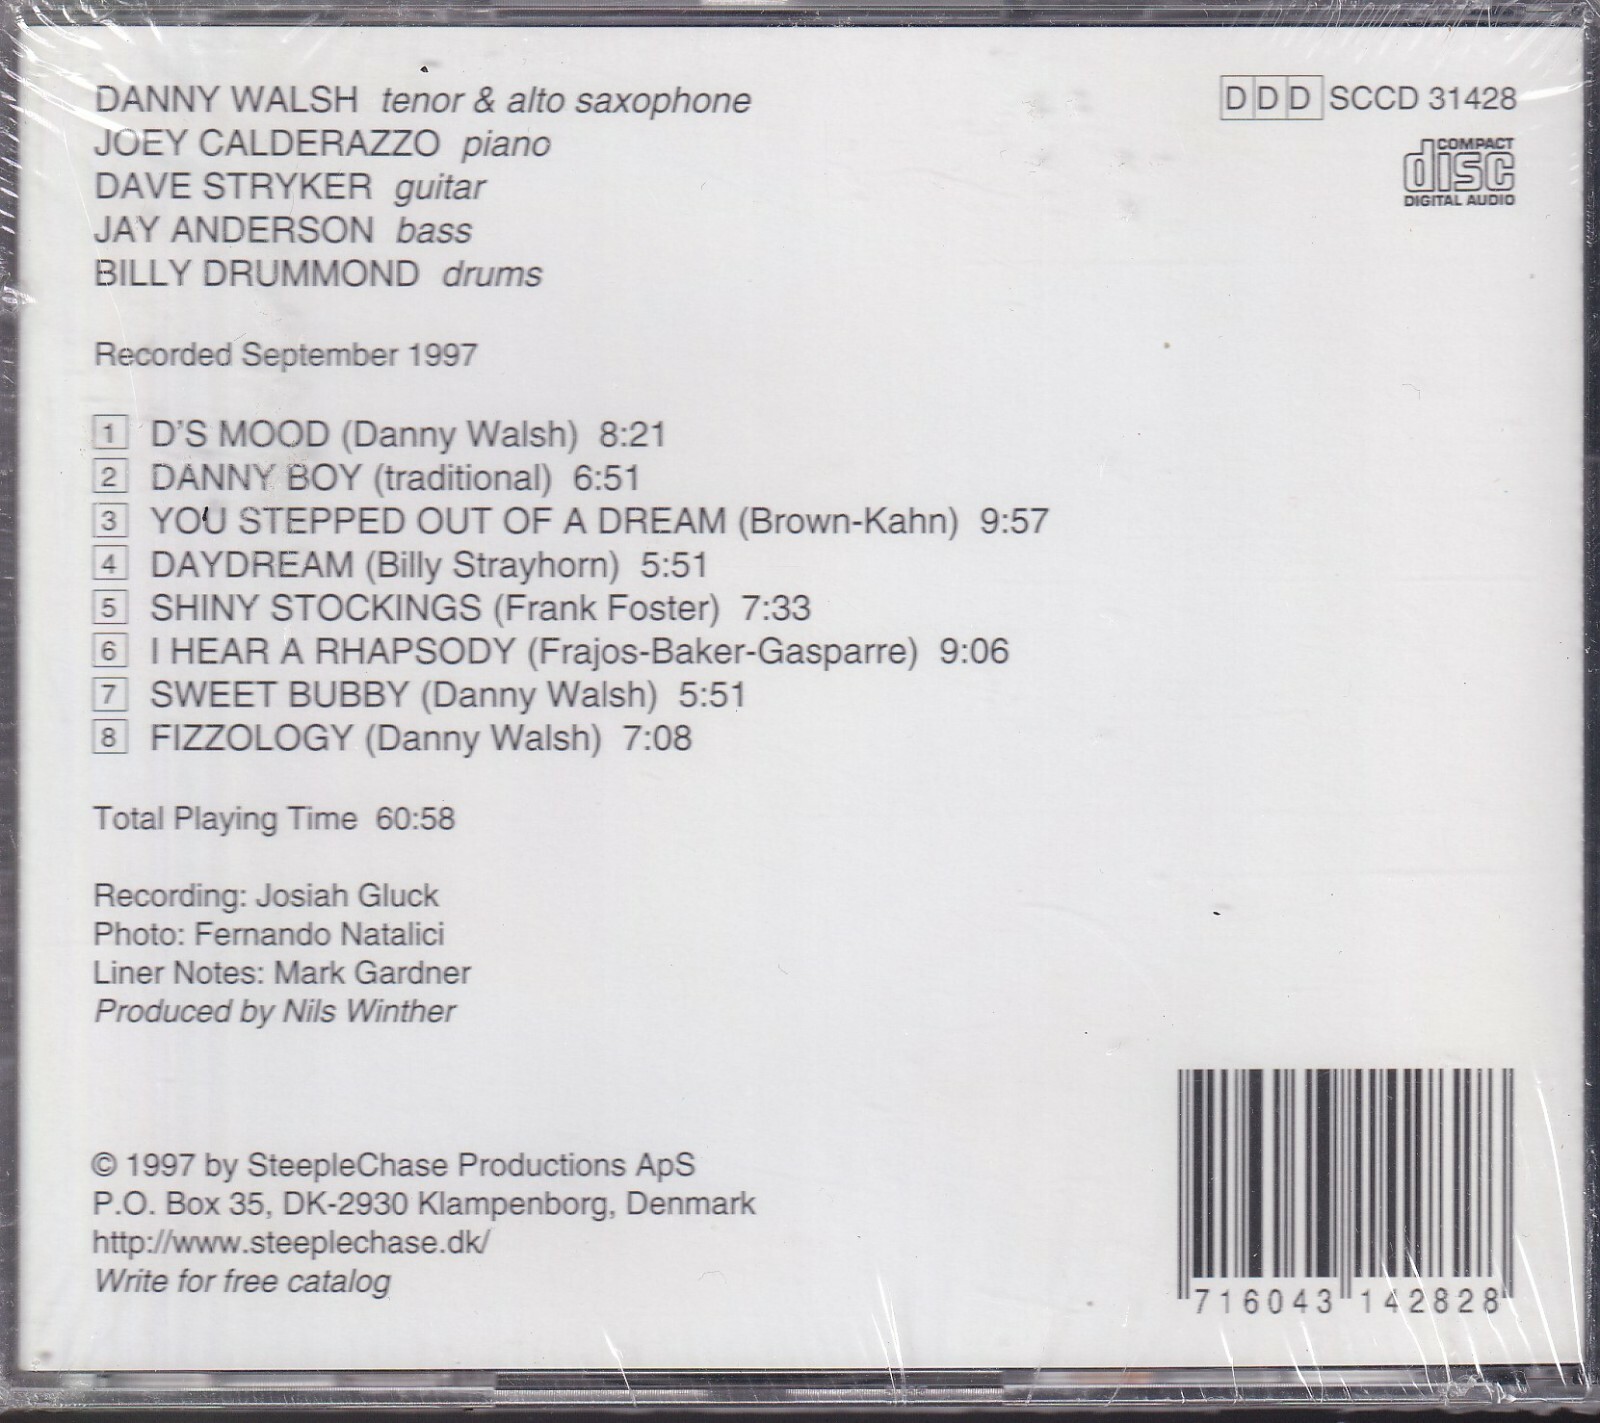 DANNY WALSH tenor & alto saxophone
JOEY CALDERAZZO piano
DAVE STRYKER guitar
JAY ANDERSON bass
BILLY DRUMMOND drums
DDD SCCD 31428
COMPACT
disc
DIGITAL AUDIO
Recorded September 1997
1 D'S MOOD (Danny Walsh) 8:21
2 DANNY BOY (traditional) 6:51
3 YOU STEPPED OUT OF A DREAM (Brown-Kahn) 9:57
4 DAYDREAM (Billy Strayhorn) 5:51
5 SHINY STOCKINGS (Frank Foster) 7:33
6 I HEAR A RHAPSODY (Frajos-Baker-Gasparre) 9:06
7 SWEET BUBBY (Danny Walsh) 5:51
8 FIZZOLOGY (Danny Walsh) 7:08
Total Playing Time 60:58
Recording: Josiah Gluck
Photo: Fernando Natalici
Liner Notes: Mark Gardner
Produced by Nils Winther
© 1997 by SteepleChase Productions ApS
P.O. Box 35, DK-2930 Klampenborg, Denmark
http://www.steeplechase.dk/
Write for free catalog
716043 142828